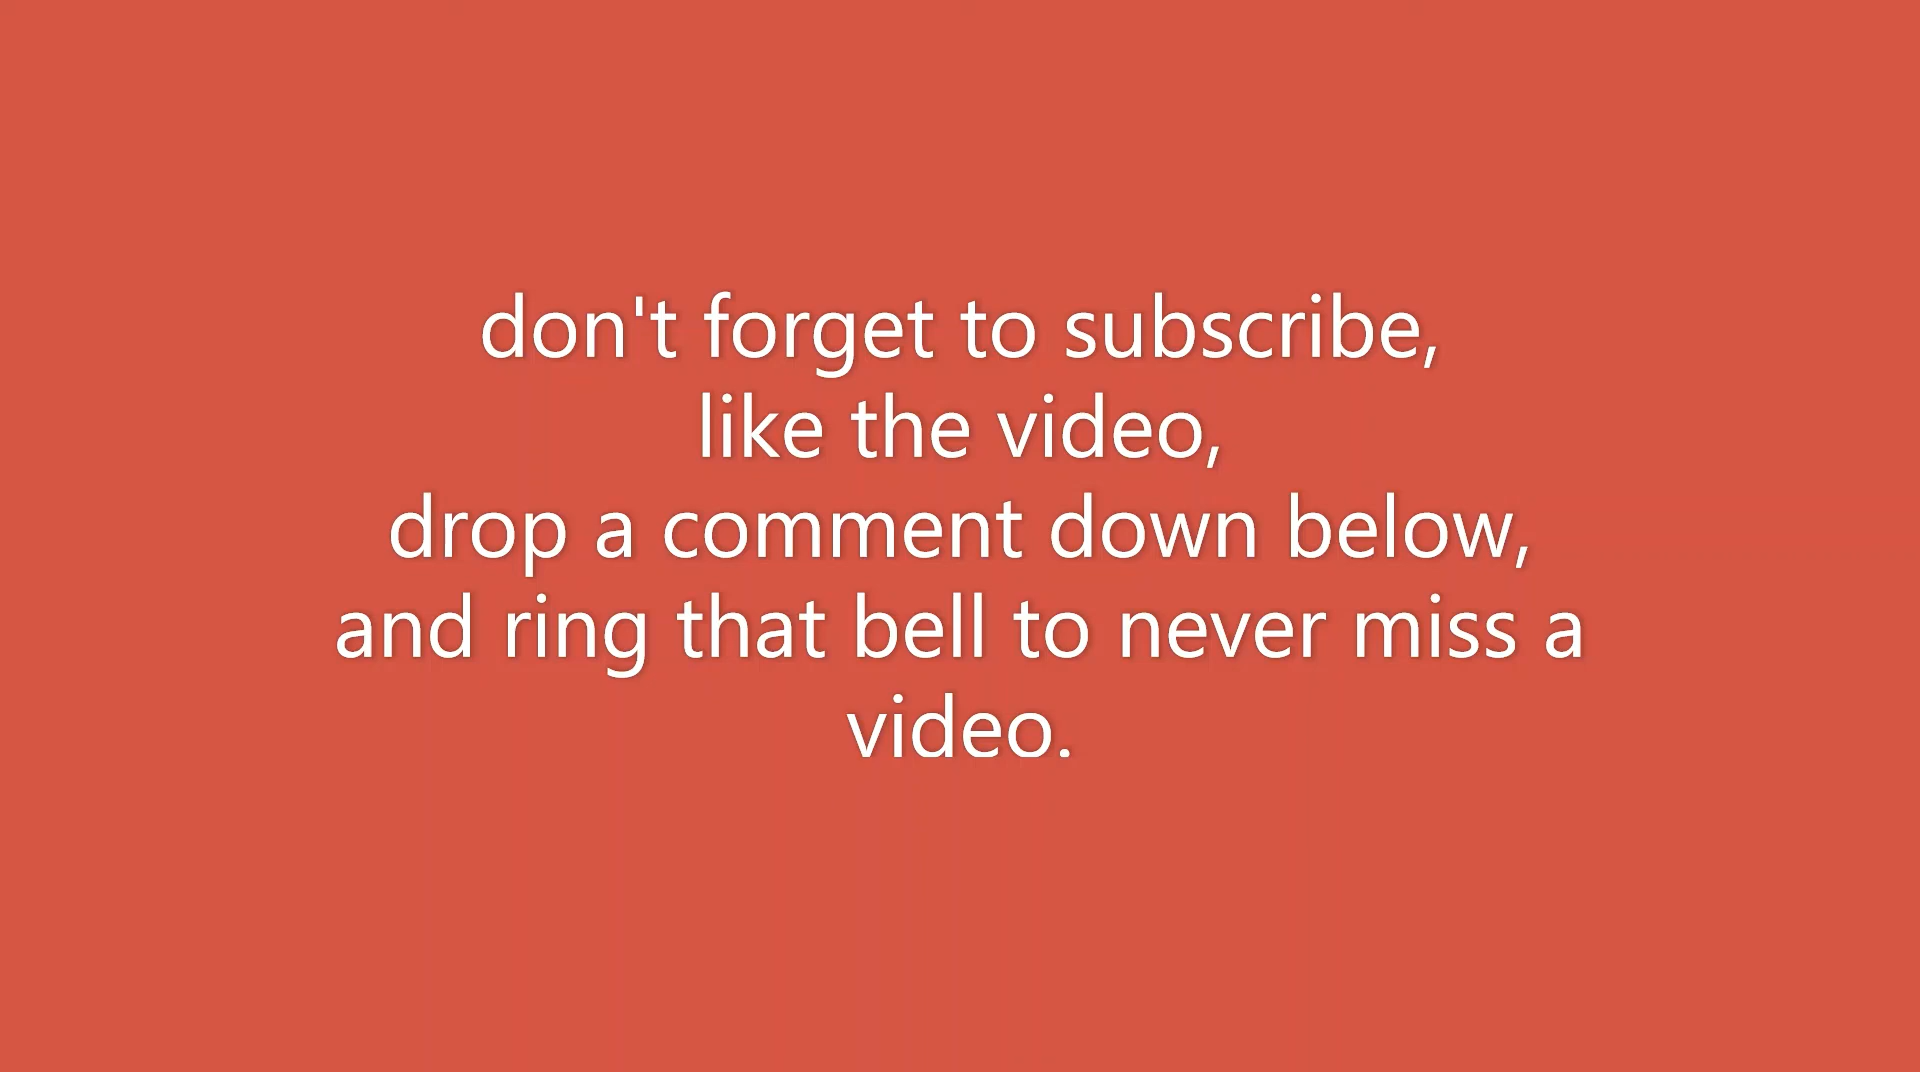 don't forget to subscribe,
like the video,
drop a comment down below,
and ring that bell to never miss a
video.